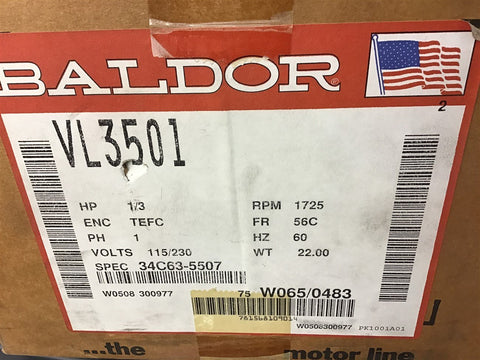 BALDOR
2
VL3501
HP 1/3 RPM 1725
ENC TEFC FR 56C
PH 1 HZ 60
VOLTS 115/230 WT 22.00
SPEC 34C63-5507
W0508 300977 75 W065/0483
781568109014
W0508300977 PK1001A01
...the motor line